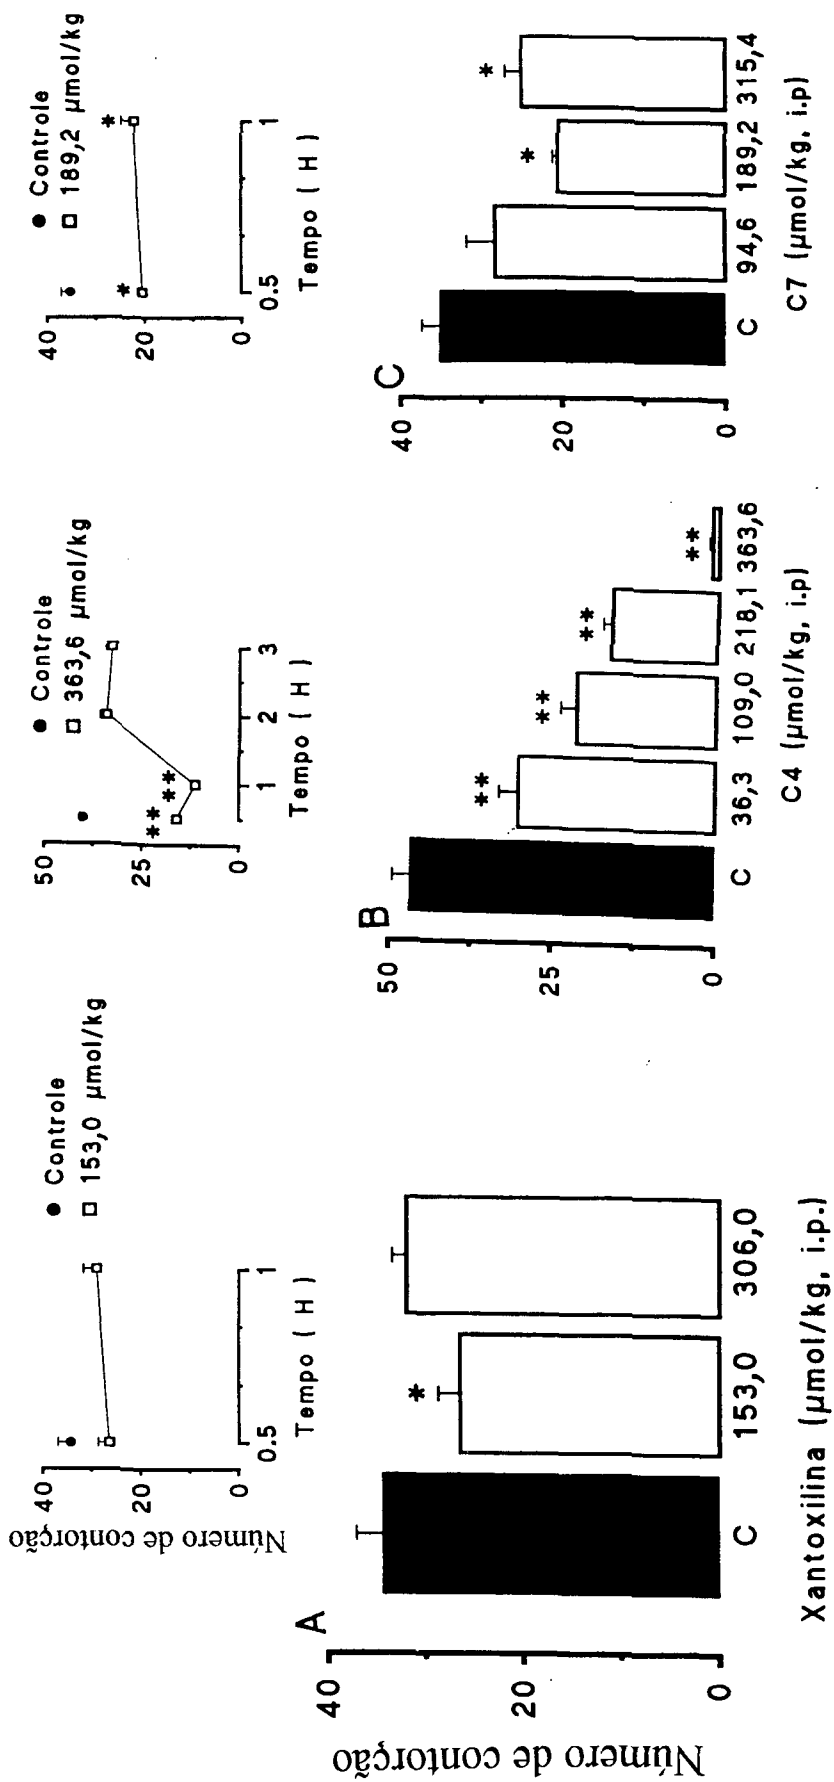 ● Controle
□ 153,0 µmol/kg
Número de contorção
40
20
0
0.5
1
Tempo ( H )
● Controle
□ 363,6 µmol/kg
50
25
0
**
**
1
2
3
Tempo ( H )
● Controle
□ 189,2 µmol/kg
40
20
0
*
*
0.5
1
Tempo ( H )
A
Número de contorção
40
20
0
*
C
153,0
306,0
Xantoxilina (µmol/kg, i.p.)
B
50
25
0
**
**
**
**
C
36,3
109,0
218,1
363,6
C4 (µmol/kg, i.p)
C
40
20
0
*
*
C
94,6
189,2
315,4
C7 (µmol/kg, i.p)